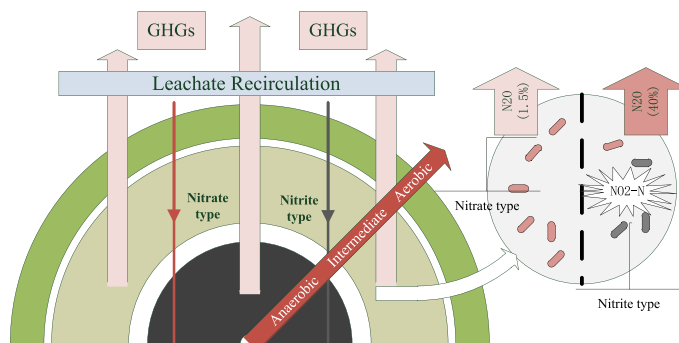 GHGs
GHGs
Leachate Recirculation
Nitrate
type
Nitrite
type
Anaerobic Intermediate Aerobic
N2O
(1.5%)
N2O
(40%)
NO2-N
Nitrate type
Nitrite type